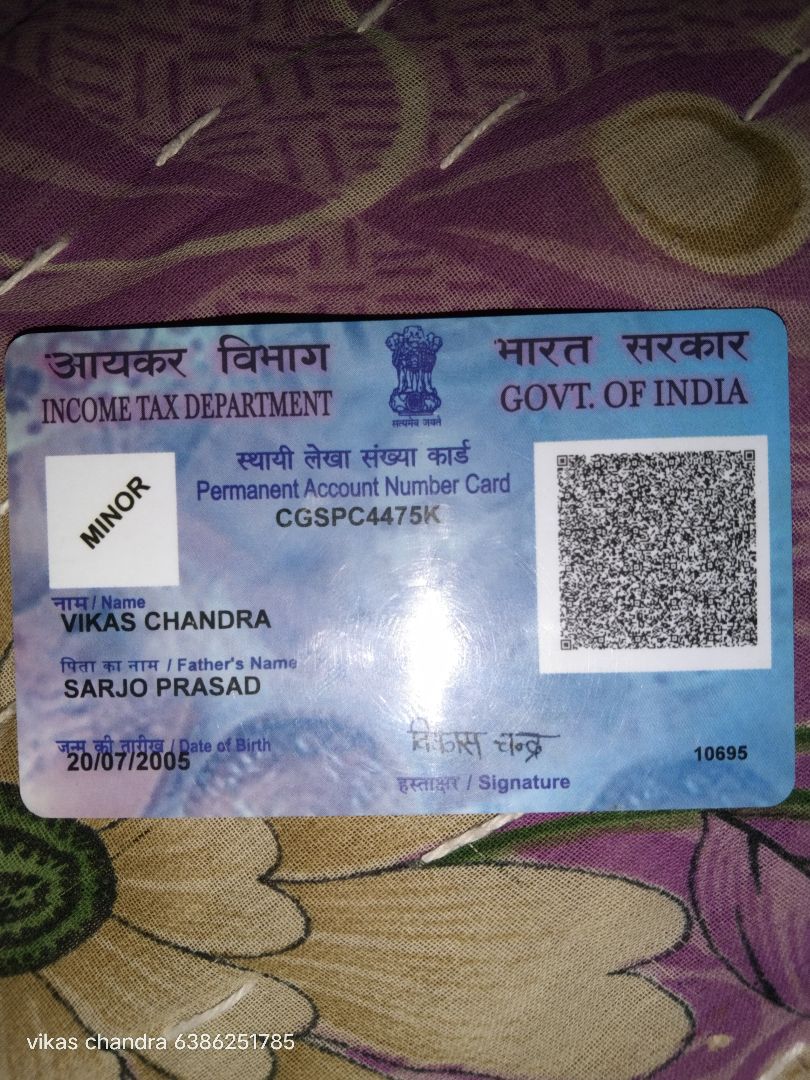 आयकर विभाग
INCOME TAX DEPARTMENT
सत्यमेव जयते
भारत सरकार
GOVT. OF INDIA
स्थायी लेखा संख्या कार्ड
Permanent Account Number Card
CGSPC4475K
MINOR
नाम / Name
VIKAS CHANDRA
पिता का नाम / Father's Name
SARJO PRASAD
जन्म की तारीख / Date of Birth
20/07/2005
विकास चन्द्र
हस्ताक्षर / Signature
10695
vikas chandra 6386251785